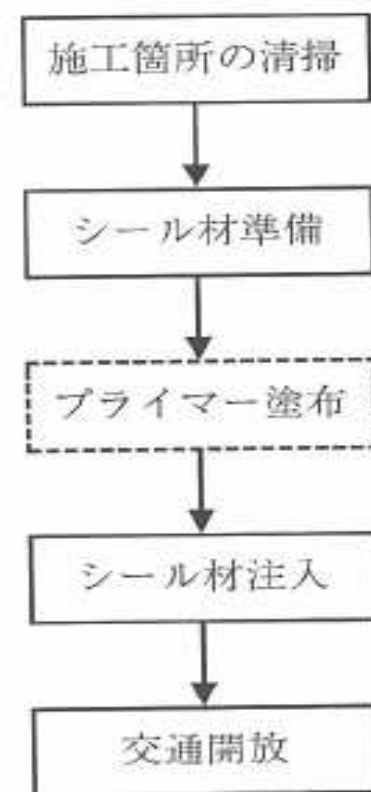 施工箇所の清掃
シール材準備
プライマー塗布
シール材注入
交通開放